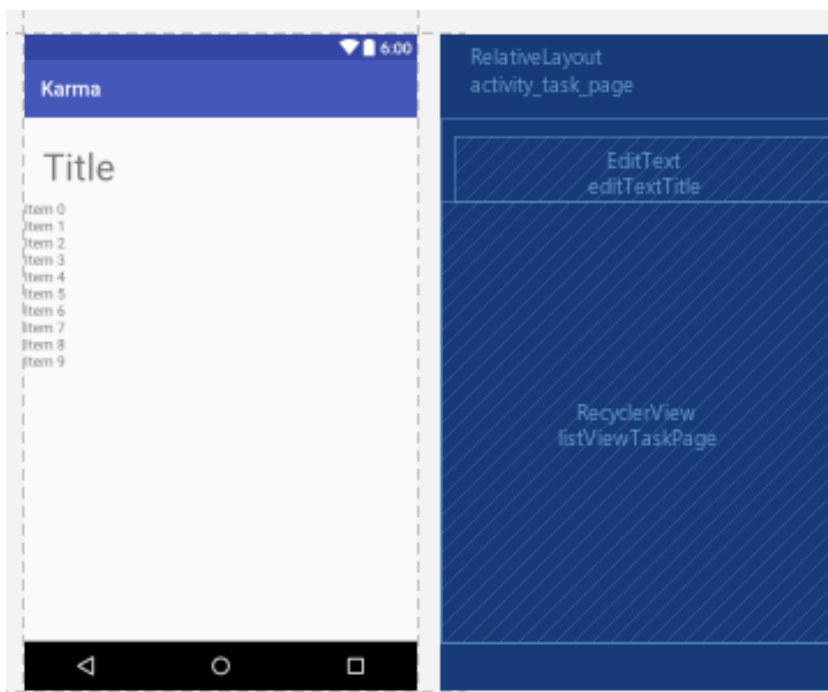 6:00
Karma
Title
Item 0
Item 1
Item 2
Item 3
Item 4
Item 5
Item 6
Item 7
Item 8
Item 9
RelativeLayout
activity_task_page
EditText
editTextTitle
RecyclerView
listViewTaskPage